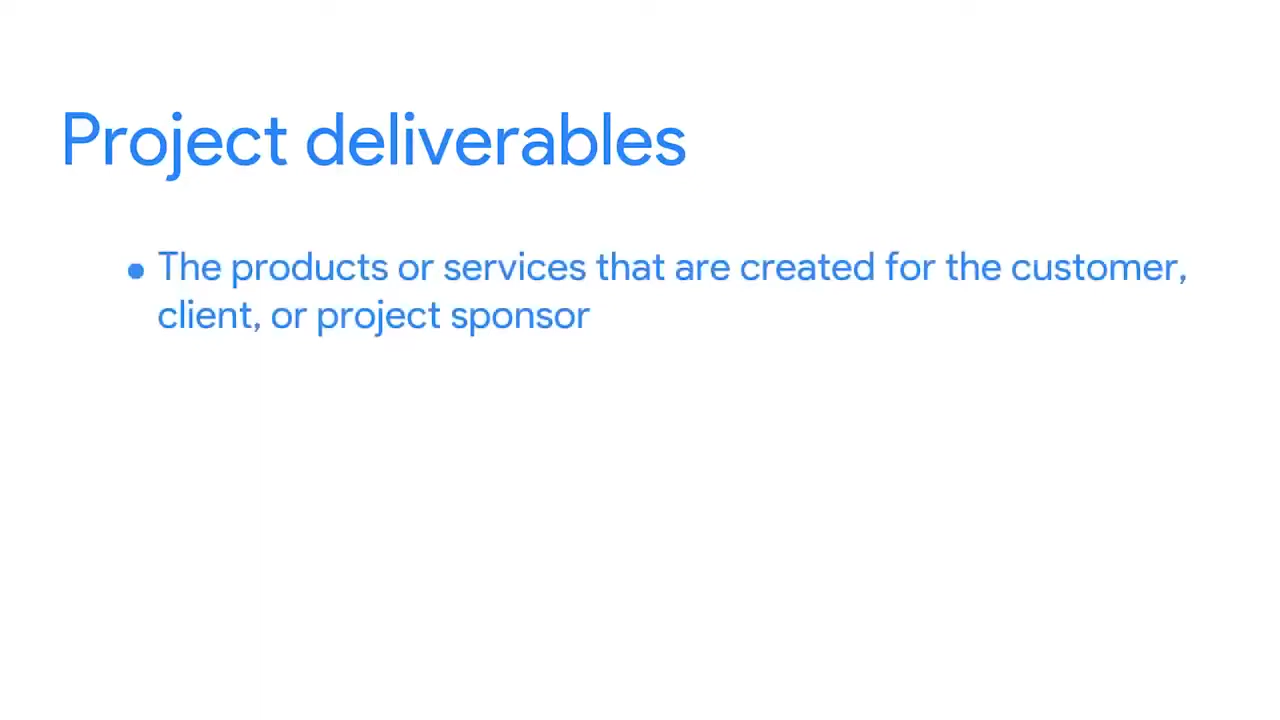 Project deliverables
• The products or services that are created for the customer,
client, or project sponsor